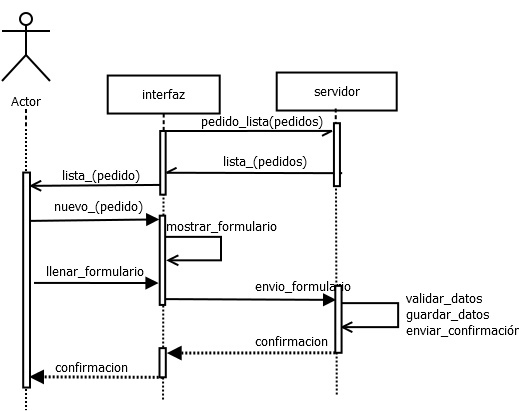 Actor
interfaz
servidor
pedido_lista(pedidos)
lista_(pedidos)
lista_(pedido)
nuevo_(pedido)
mostrar_formulario
llenar_formulario
envio_formulario
validar_datos
guardar_datos
enviar_confirmación
confirmacion
confirmacion